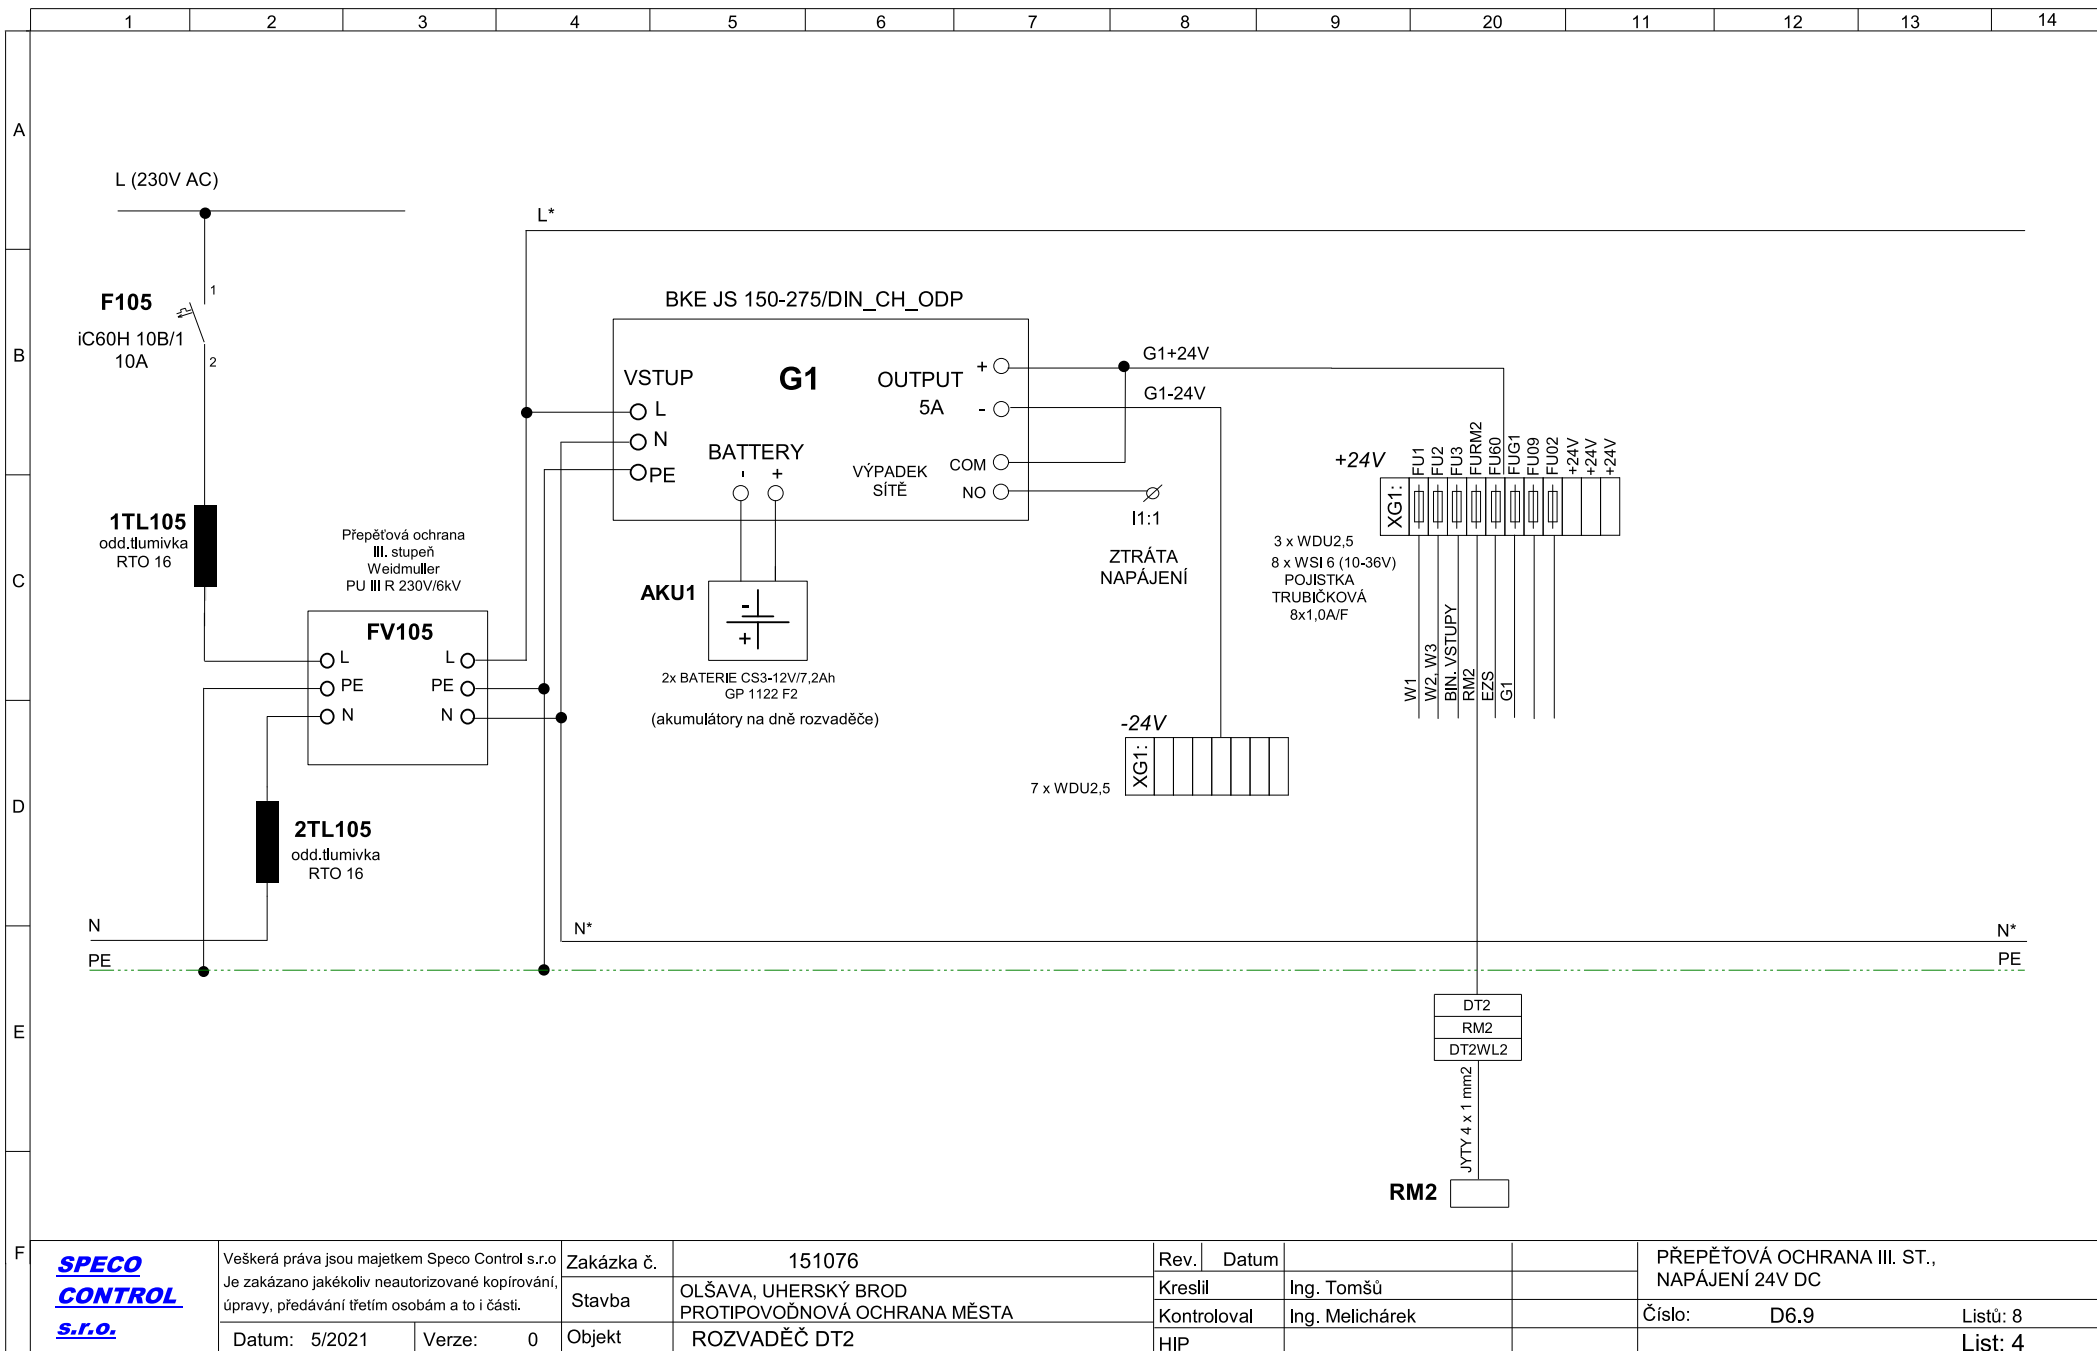 1 2 3 4 5 6 7 8 9 20 11 12 13 14
A
B
C
D
E
F
L (230V AC)
L*
F105
iC60H 10B/1
10A
1
2
1TL105
odd.tlumivka
RTO 16
Přepěťová ochrana
III. stupeň
Weidmuller
PU III R 230V/6kV
FV105
L L
PE PE
N N
2TL105
odd.tlumivka
RTO 16
BKE JS 150-275/DIN_CH_ODP
VSTUP
G1
OUTPUT
5A
+
-
L
N
PE
BATTERY
- +
VÝPADEK
SÍTĚ
COM
NO
AKU1
-
+
2x BATERIE CS3-12V/7,2Ah
GP 1122 F2
(akumulátory na dně rozvaděče)
G1+24V
G1-24V
I1:1
ZTRÁTA
NAPÁJENÍ
-24V
XG1:
7 x WDU2,5
+24V
XG1:
FU1
FU2
FU3
FURM2
FU60
FUG1
FU09
FU02
+24V
+24V
+24V
3 x WDU2,5
8 x WSI 6 (10-36V)
POJISTKA
TRUBIČKOVÁ
8x1,0A/F
W1
W2, W3
BIN. VSTUPY
RM2
EZS
G1
N
PE
N*
N*
PE
DT2
RM2
DT2WL2
JYTY 4 x 1 mm2
RM2
SPECO
CONTROL
s.r.o.
Veškerá práva jsou majetkem Speco Control s.r.o
Je zakázáno jakékoliv neautorizované kopírování,
úpravy, předávání třetím osobám a to i části.
Datum: 5/2021 Verze: 0
Zakázka č. 151076
Stavba
OLŠAVA, UHERSKÝ BROD
PROTIPOVODŇOVÁ OCHRANA MĚSTA
Objekt ROZVADĚČ DT2
Rev. Datum
Kreslil Ing. Tomšů
Kontroloval Ing. Melichárek
HIP
PŘEPĚŤOVÁ OCHRANA III. ST.,
NAPÁJENÍ 24V DC
Číslo: D6.9 Listů: 8
List: 4